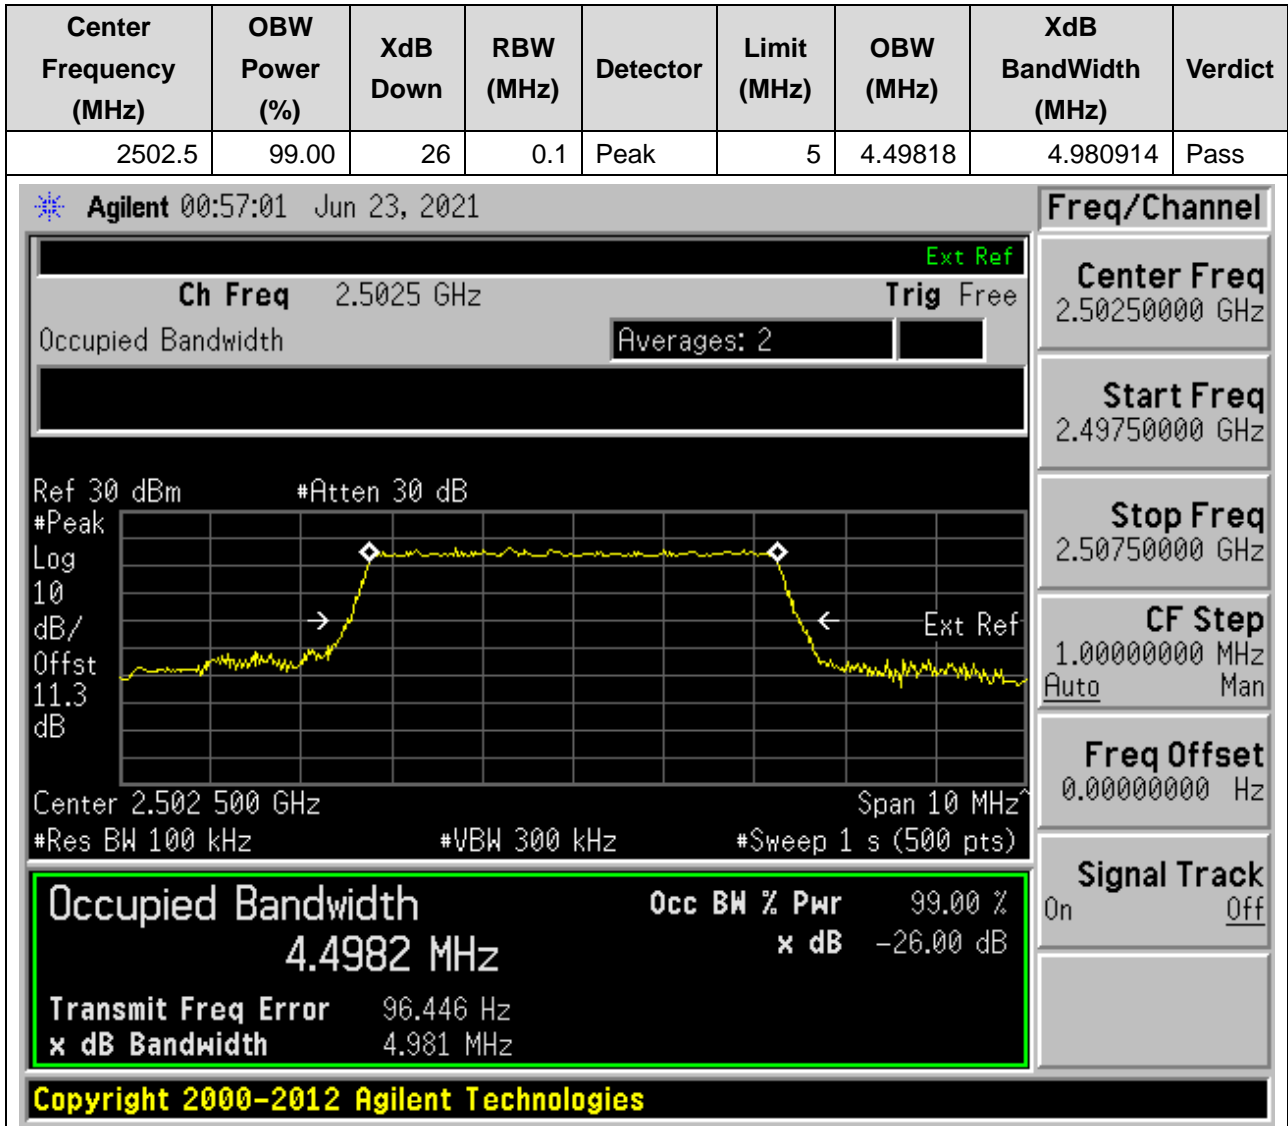 Center Frequency (MHz) OBW Power (%) XdB Down RBW (MHz) Detector Limit (MHz) OBW (MHz) XdB BandWidth (MHz) Verdict
2502.5 99.00 26 0.1 Peak 5 4.49818 4.980914 Pass
Agilent 00:57:01 Jun 23, 2021
Ext Ref
Ch Freq 2.5025 GHz Trig Free
Occupied Bandwidth Averages: 2
Ref 30 dBm #Atten 30 dB
#Peak
Log
10
dB/
Offst
11.3
dB
Ext Ref
Center 2.502 500 GHz Span 10 MHz^
#Res BW 100 kHz #VBW 300 kHz #Sweep 1 s (500 pts)
Occupied Bandwidth
4.4982 MHz
Occ BW % Pwr 99.00 %
x dB -26.00 dB
Transmit Freq Error 96.446 Hz
x dB Bandwidth 4.981 MHz
Copyright 2000-2012 Agilent Technologies
Freq/Channel
Center Freq
2.50250000 GHz
Start Freq
2.49750000 GHz
Stop Freq
2.50750000 GHz
CF Step
1.00000000 MHz
Auto Man
Freq Offset
0.00000000 Hz
Signal Track
On Off